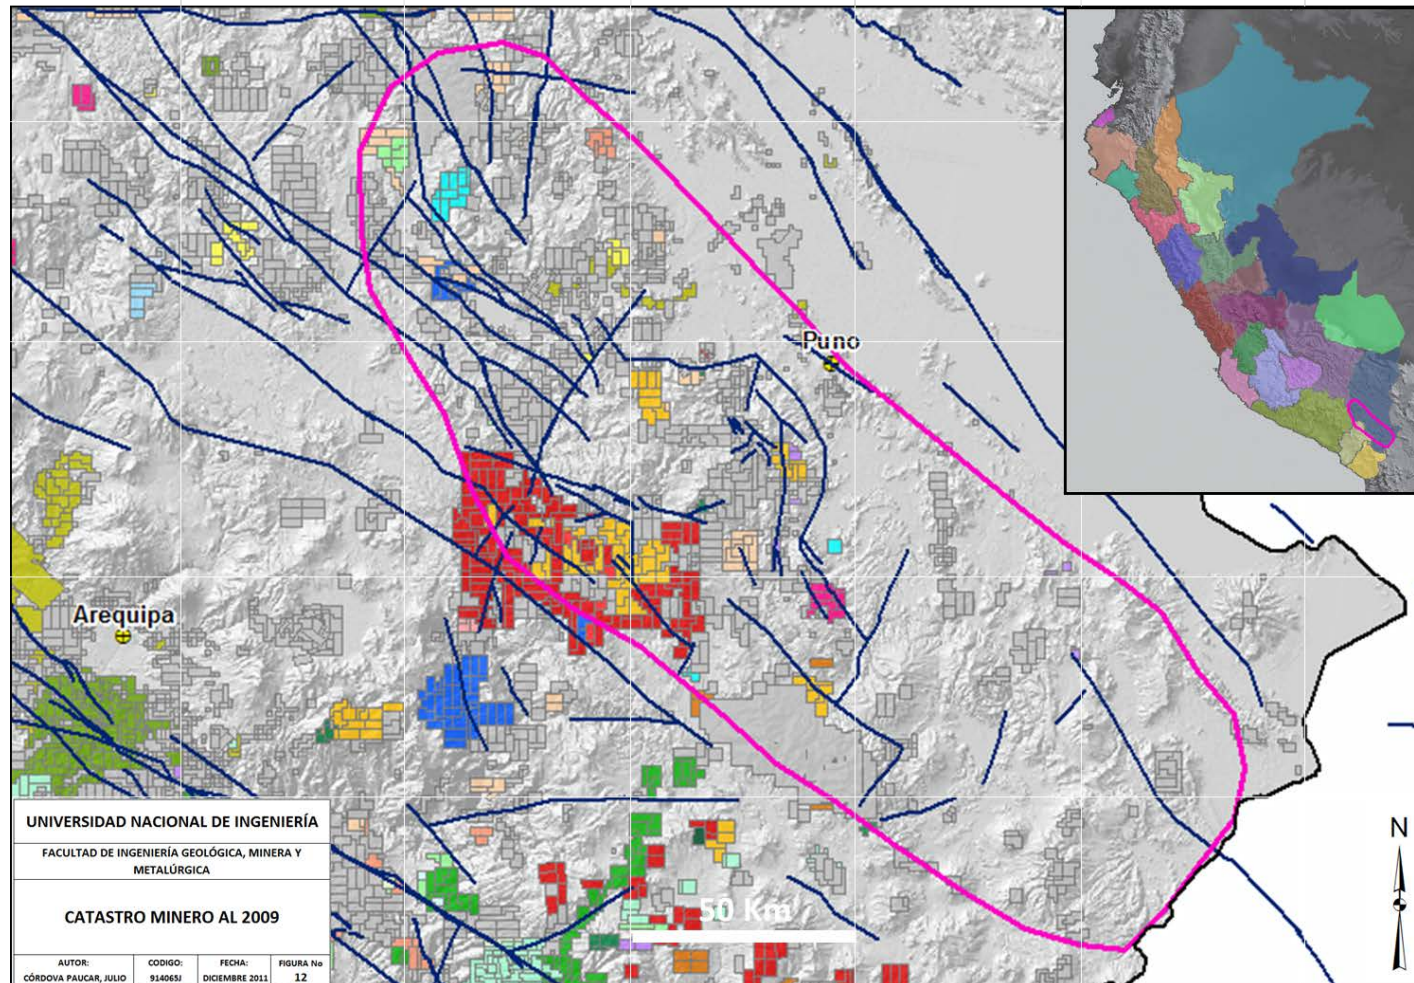 Puno
Arequipa
50 Km
N
UNIVERSIDAD NACIONAL DE INGENIERÍA
FACULTAD DE INGENIERÍA GEOLÓGICA, MINERA Y
METALÚRGICA
CATASTRO MINERO AL 2009
AUTOR: CODIGO: FECHA: FIGURA No
CÓRDOVA PAUCAR, JULIO 914065J DICIEMBRE 2011 12